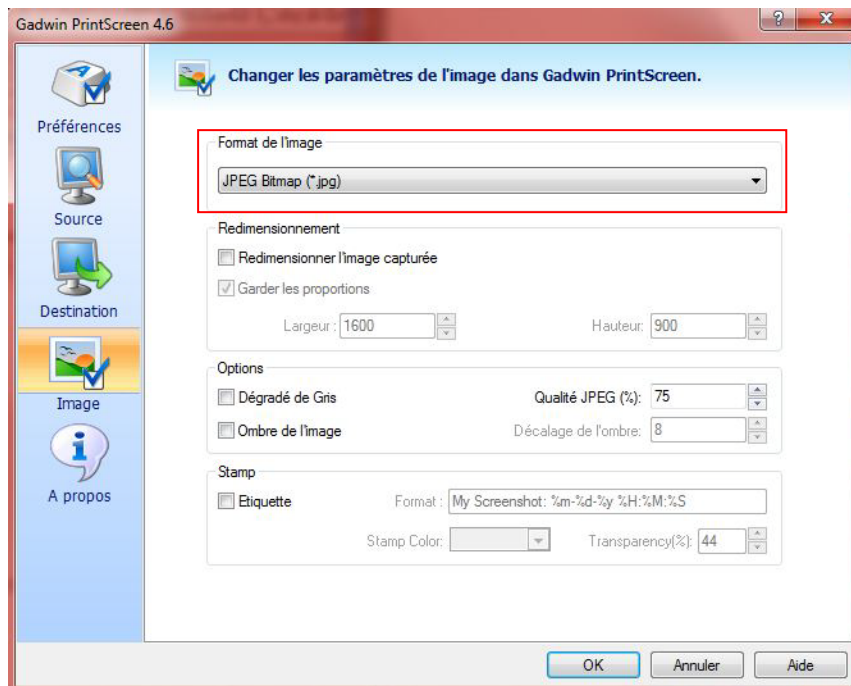 Gadwin PrintScreen 4.6
Préférences
Source
Destination
Image
A propos
Changer les paramètres de l'image dans Gadwin PrintScreen.
Format de l'image
JPEG Bitmap (*.jpg)
Redimensionnement
Redimensionner l'image capturée
Garder les proportions
Largeur : 1600 Hauteur: 900
Options
Dégradé de Gris Qualité JPEG (%): 75
Ombre de l'image Décalage de l'ombre: 8
Stamp
Etiquette Format : My Screenshot: %m-%d-%y %H:%M:%S
Stamp Color: Transparency(%): 44
OK Annuler Aide